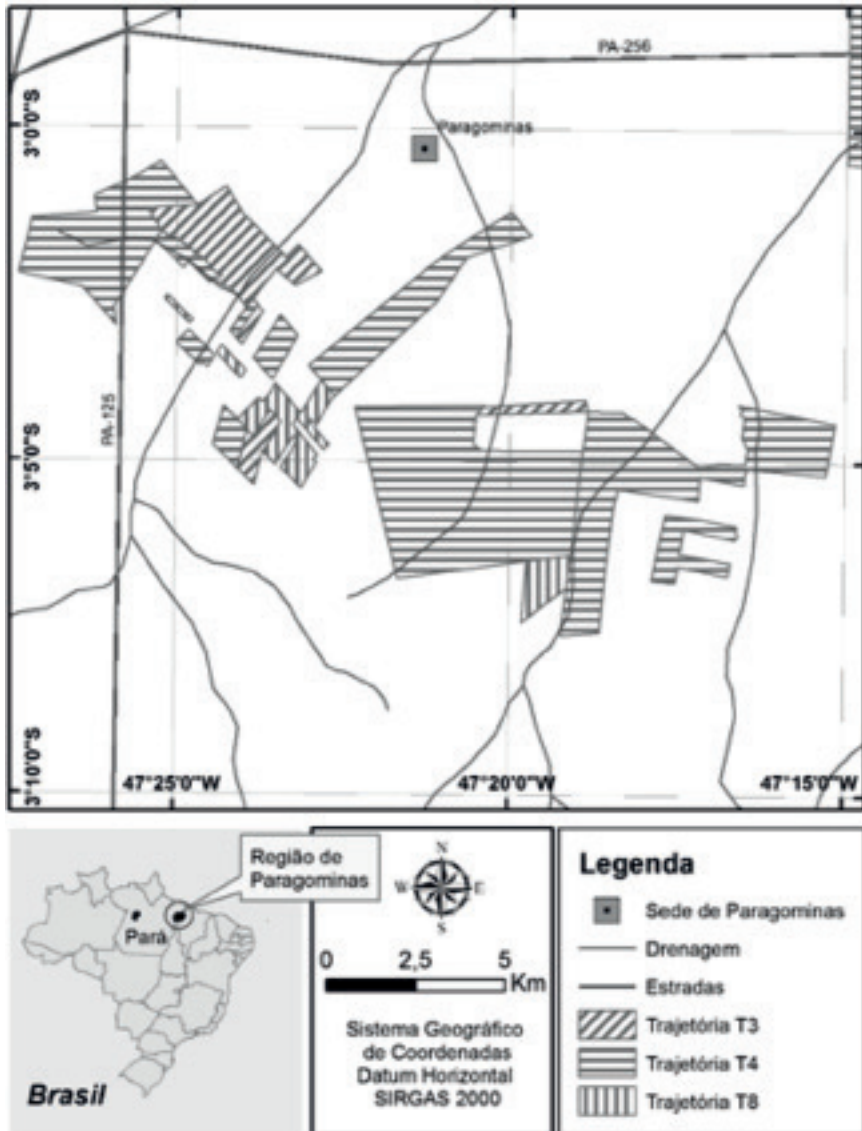 PA-256
Paragominas
3°0'0"S
PA-125
3°5'0"S
3°10'0"S
47°25'0"W
47°20'0"W
47°15'0"W
Região de
Paragominas
Pará
Brasil
N
W
E
S
0
2,5
5
Km
Sistema Geográfico
de Coordenadas
Datum Horizontal
SIRGAS 2000
Legenda
Sede de Paragominas
Drenagem
Estradas
Trajetória T3
Trajetória T4
Trajetória T8